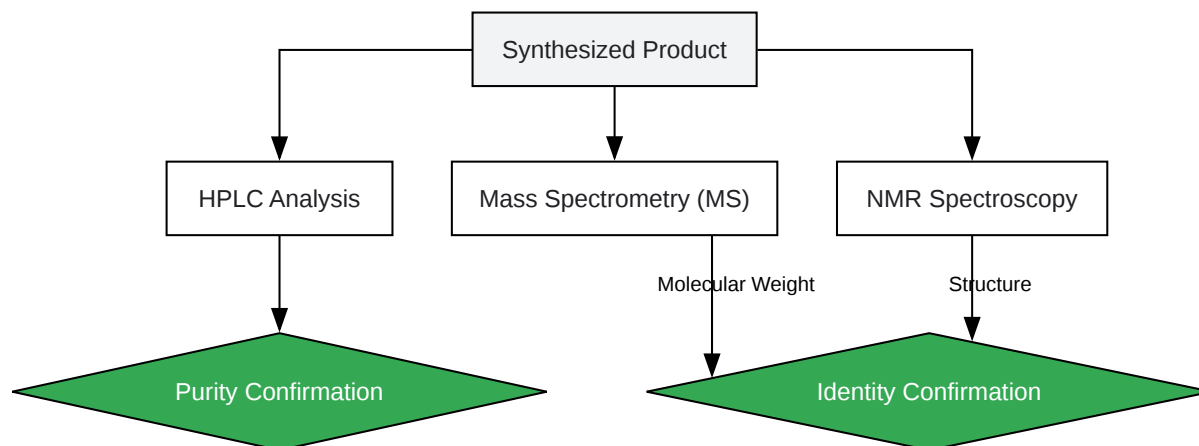 Synthesized Product
HPLC Analysis
Mass Spectrometry (MS)
NMR Spectroscopy
Molecular Weight
Structure
Purity Confirmation
Identity Confirmation